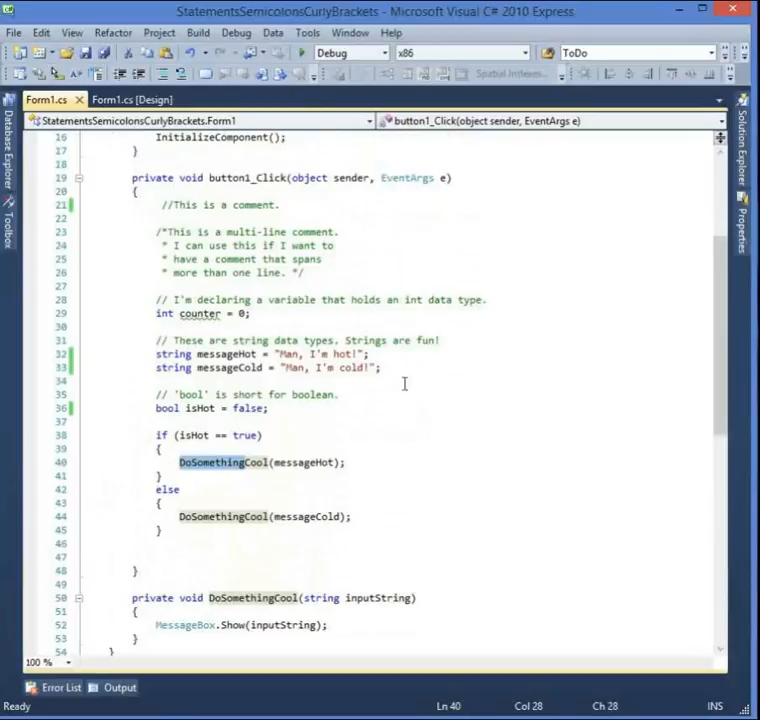 StatementsSemicolonsCurlyBrackets - Microsoft Visual C# 2010 Express
File Edit View Refactor Project Build Debug Data Tools Window Help
Debug x86 ToDo
Spatial Indexes...
Form1.cs Form1.cs [Design]
StatementsSemicolonsCurlyBrackets.Form1 button1_Click(object sender, EventArgs e)
Database Explorer
Toolbox
Solution Explorer
Properties
16 InitializeComponent();
17 }
18
19 private void button1_Click(object sender, EventArgs e)
20 {
21 //This is a comment.
22
23 /*This is a multi-line comment.
24 * I can use this if I want to
25 * have a comment that spans
26 * more than one line. */
27
28 // I'm declaring a variable that holds an int data type.
29 int counter = 0;
30
31 // These are string data types. Strings are fun!
32 string messageHot = "Man, I'm hot!";
33 string messageCold = "Man, I'm cold!";
34
35 // 'bool' is short for boolean.
36 bool isHot = false;
37
38 if (isHot == true)
39 {
40 DoSomethingCool(messageHot);
41 }
42 else
43 {
44 DoSomethingCool(messageCold);
45 }
46
47
48 }
49
50 private void DoSomethingCool(string inputString)
51 {
52 MessageBox.Show(inputString);
53 }
54 }
100 %
Error List Output
Ready Ln 40 Col 28 Ch 28 INS